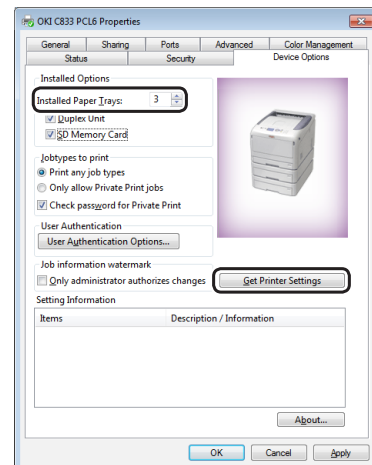 OKI C833 PCL6 Properties
General Sharing Ports Advanced Color Management
Status Security Device Options
Installed Options
Installed Paper Trays: 3
Duplex Unit
SD Memory Card
Jobtypes to print
Print any job types
Only allow Private Print jobs
Check password for Private Print
User Authentication
User Authentication Options...
Job information watermark
Only administrator authorizes changes Get Printer Settings
Setting Information
Items Description / Information
About...
OK Cancel Apply